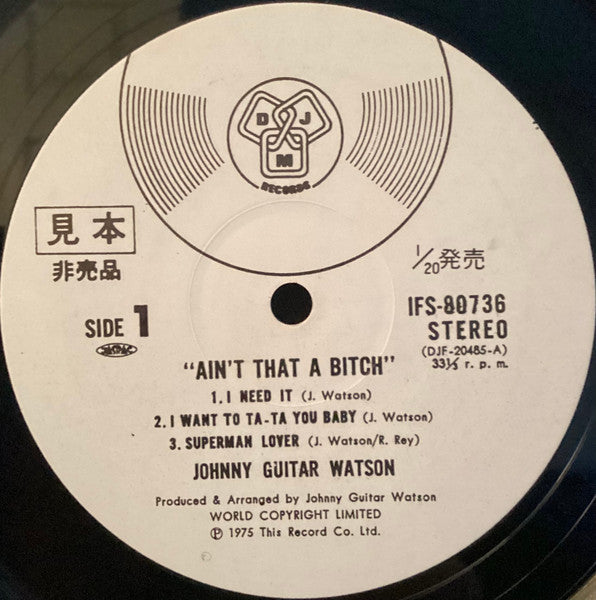 D J
M
RECORDS
見本
非売品
1/20発売
SIDE 1
JASRAC
IFS-80736
STEREO
(DJF-20485-A)
33⅓ r. p. m.
"AIN'T THAT A BITCH"
1. I NEED IT (J. Watson)
2. I WANT TO TA-TA YOU BABY (J. Watson)
3. SUPERMAN LOVER (J. Watson/R. Rey)
JOHNNY GUITAR WATSON
Produced & Arranged by Johnny Guitar Watson
WORLD COPYRIGHT LIMITED
℗ 1975 This Record Co. Ltd.